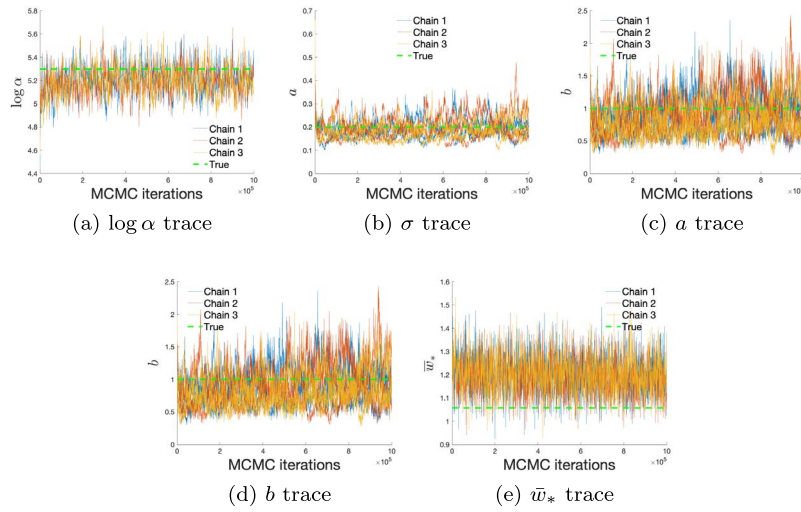 5.8
5.6
5.4
5.2
5
4.8
4.6
4.4
log α
Chain 1
Chain 2
Chain 3
True
0 2 4 6 8 10
×10⁵
MCMC iterations
(a) log α trace
0.7
0.6
0.5
0.4
0.3
0.2
0.1
0
a
Chain 1
Chain 2
Chain 3
True
0 2 4 6 8 10
×10⁵
MCMC iterations
(b) σ trace
2.5
2
1.5
1
0.5
0
b
Chain 1
Chain 2
Chain 3
True
0 2 4 6 8 10
×10⁵
MCMC iterations
(c) a trace
2.5
2
1.5
1
0.5
0
b
Chain 1
Chain 2
Chain 3
True
0 2 4 6 8 10
×10⁵
MCMC iterations
(d) b trace
1.6
1.5
1.4
1.3
1.2
1.1
1
0.9
w̅*
Chain 1
Chain 2
Chain 3
True
0 2 4 6 8 10
×10⁵
MCMC iterations
(e) w̄* trace